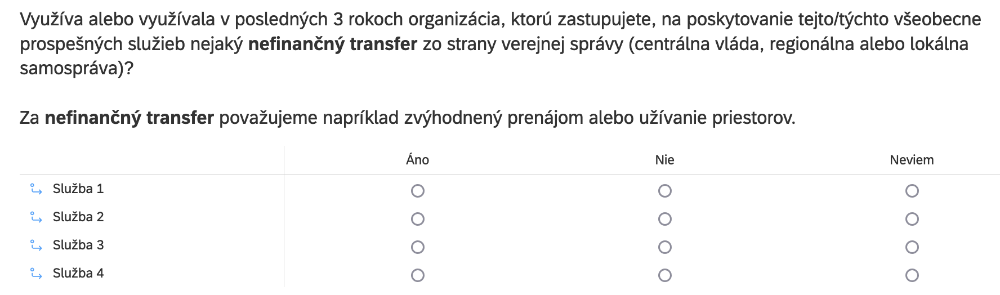 Využíva alebo využívala v posledných 3 rokoch organizácia, ktorú zastupujete, na poskytovanie tejto/týchto všeobecne
prospešných služieb nejaký nefinančný transfer zo strany verejnej správy (centrálna vláda, regionálna alebo lokálna
samospráva)?
Za nefinančný transfer považujeme napríklad zvýhodnený prenájom alebo užívanie priestorov.
Áno Nie Neviem
Služba 1
Služba 2
Služba 3
Služba 4